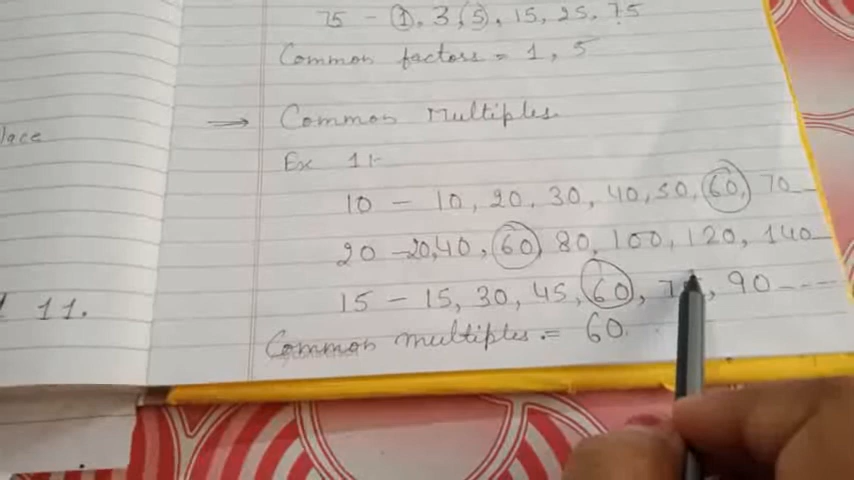 75 - 1, 3, 5, 15, 25, 75
Common factors = 1, 5
→ Common Multiples
Ex 1:-
10 - 10, 20, 30, 40, 50, 60, 70--
20 - 20, 40, 60, 80, 100, 120, 140--
15 - 15, 30, 45, 60, 75, 90----
Common multiples = 60.
lace
11.